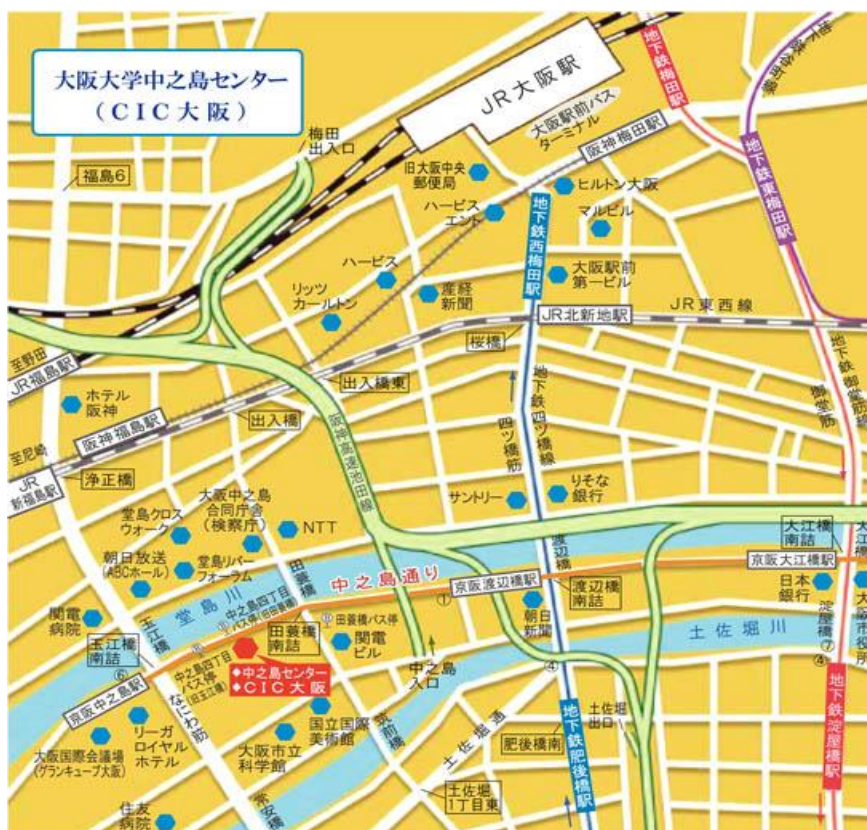 大阪大学中之島センター
(CIC大阪)
JR大阪駅
大阪駅前バス
ターミナル
地下鉄梅田駅
阪神梅田駅
地下鉄東梅田駅
梅田
出入口
福島6
旧大阪中央
郵便局
ヒルトン大阪
ハービス
エント
マルビル
地下鉄西梅田駅
ハービス
リッツ
カールトン
産経
新聞
大阪駅前
第一ビル
JR東西線
JR北新地駅
桜橋
至野田
JR福島駅
出入橋東
ホテル
阪神
出入橋
阪神福島駅
地下鉄四ツ橋線
四ツ橋筋
御堂筋
至尼崎
JR
新福島駅
浄正橋
大阪中之島
合同庁舎
(検察庁)
堂島クロス
ウォーク
NTT
サントリー
りそな
銀行
朝日放送
(ABCホール)
堂島リバー
フォーラム
田蓑橋
中之島通り
渡辺橋
大江橋
南詰
京阪大江橋駅
京阪渡辺橋駅
渡辺橋
南詰
日本
銀行
大阪市役所
堂島川
関電
病院
玉江橋
玉江橋
南詰
⑥
中之島四丁目
バス停(旧田蓑橋)
田蓑橋
南詰
田蓑橋バス停
関電
ビル
①
朝日
新聞
④
土佐堀川
淀屋橋
⑦
④
中之島
入口
中之島四丁目
バス停
(旧玉江橋)
◆中之島センター
◆CIC大阪
京阪中之島駅
なにわ筋
リーガ
ロイヤル
ホテル
大阪国際会議場
(グランキューブ大阪)
国立国際
美術館
大阪市立
科学館
筑前橋
土佐堀通
土佐堀
出口
肥後橋南
地下鉄肥後橋駅
地下鉄淀屋橋駅
住友
病院
常安橋
土佐堀
1丁目東